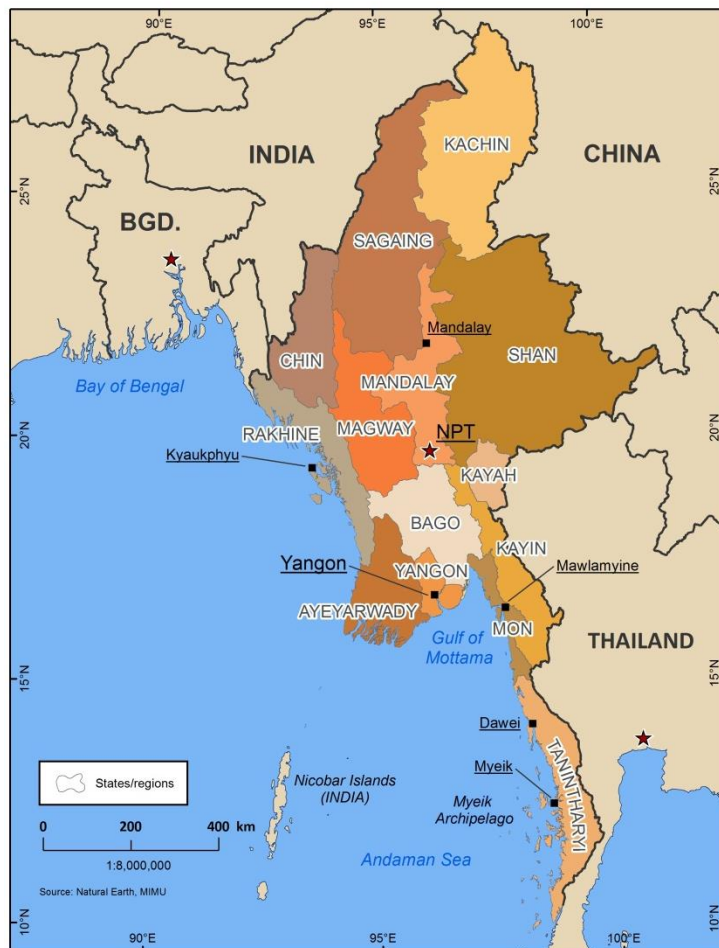 90°E
95°E
100°E
KACHIN
INDIA
CHINA
25°N
25°N
BGD.
SAGAING
Mandalay
CHIN
SHAN
Bay of Bengal
MANDALAY
20°N
20°N
RAKHINE
MAGWAY
NPT
Kyaukphyu
KAYAH
BAGO
KAYIN
Yangon
YANGON
Mawlamyine
AYEYARWADY
MON
Gulf of
Mottama
THAILAND
15°N
15°N
Dawei
TANINTHARYI
Myeik
States/regions
Nicobar Islands
(INDIA)
Myeik
Archipelago
0 200 400 km
1:8,000,000
Andaman Sea
Source: Natural Earth, MIMU
10°N
10°N
90°E
95°E
100°E